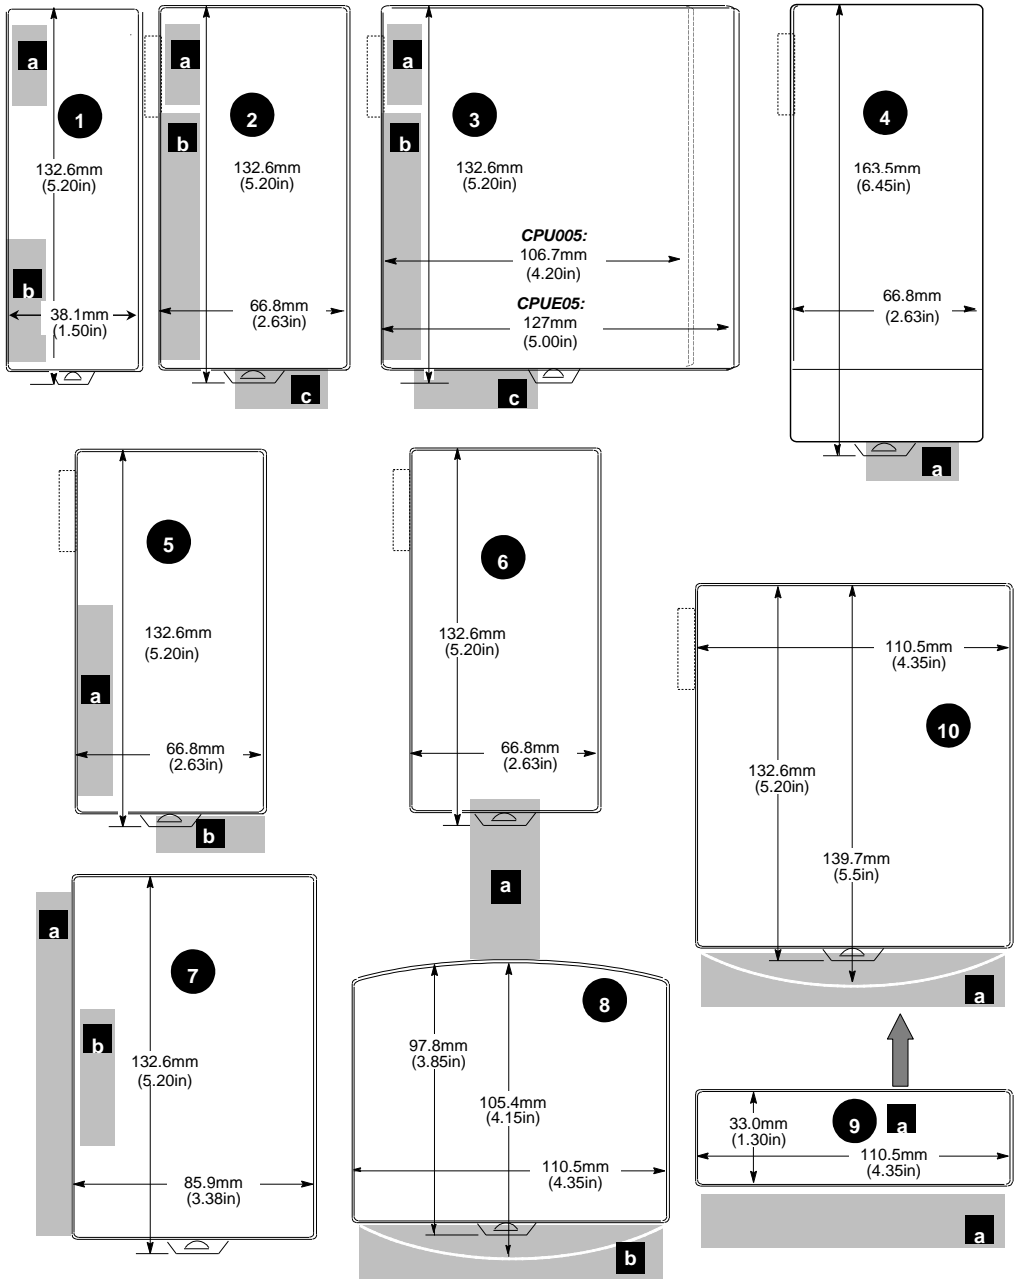 a
1
132.6mm
(5.20in)
b
38.1mm
(1.50in)
a
2
b
132.6mm
(5.20in)
66.8mm
(2.63in)
c
a
3
b
132.6mm
(5.20in)
CPU005:
106.7mm
(4.20in)
CPUE05:
127mm
(5.00in)
c
4
163.5mm
(6.45in)
66.8mm
(2.63in)
a
5
132.6mm
(5.20in)
a
66.8mm
(2.63in)
b
6
132.6mm
(5.20in)
66.8mm
(2.63in)
a
110.5mm
(4.35in)
10
132.6mm
(5.20in)
139.7mm
(5.5in)
a
a
7
b
132.6mm
(5.20in)
85.9mm
(3.38in)
8
97.8mm
(3.85in)
105.4mm
(4.15in)
110.5mm
(4.35in)
b
9
a
33.0mm
(1.30in)
110.5mm
(4.35in)
a